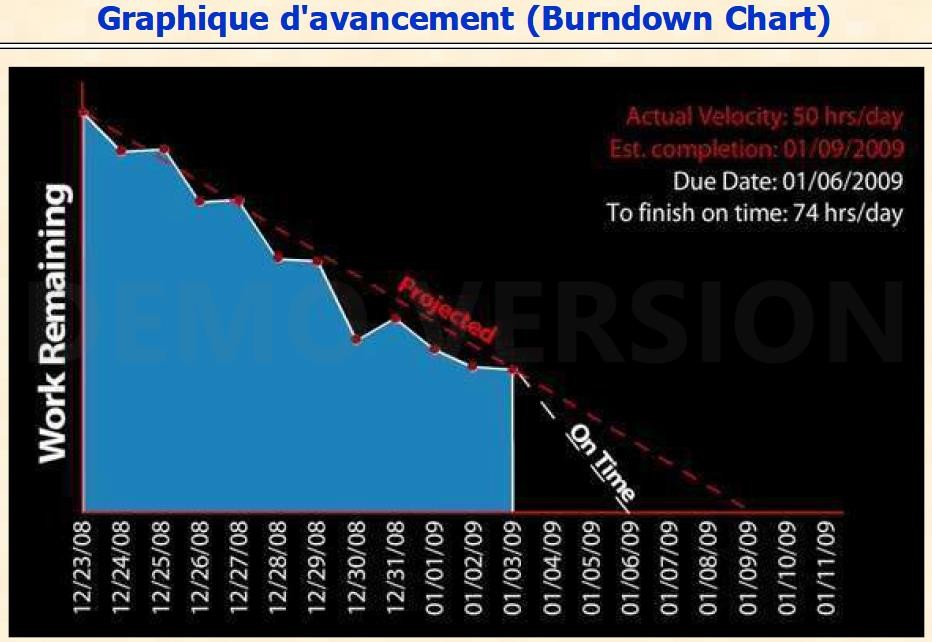 Graphique d'avancement (Burndown Chart)
Actual Velocity: 50 hrs/day
Est. completion: 01/09/2009
Due Date: 01/06/2009
To finish on time: 74 hrs/day
Work Remaining
Projected
On Time
DEMO VERSION
12/23/08
12/24/08
12/25/08
12/26/08
12/27/08
12/28/08
12/29/08
12/30/08
12/31/08
01/01/09
01/02/09
01/03/09
01/04/09
01/05/09
01/06/09
01/07/09
01/08/09
01/09/09
01/10/09
01/11/09